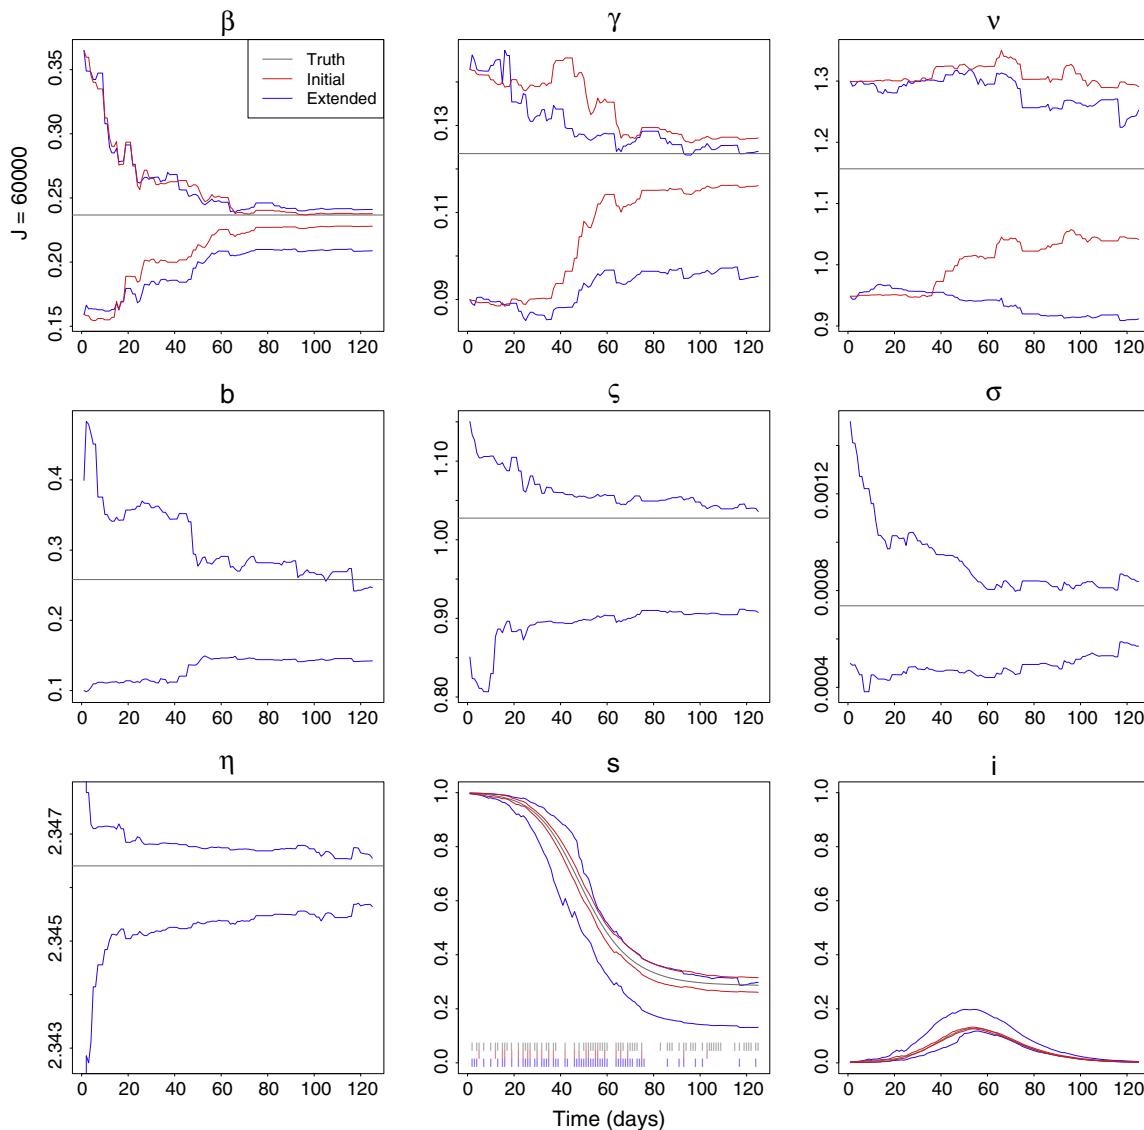 β γ ν
J = 60000
0.15 0.20 0.25 0.30 0.35
Truth
Initial
Extended
0 20 40 60 80 100 120
0.09 0.11 0.13
0 20 40 60 80 100 120
0.9 1.0 1.2 1.3
0 20 40 60 80 100 120
b ς σ
0.1 0.2 0.3 0.4
0 20 40 60 80 100 120
0.80 0.90 1.00 1.10
0 20 40 60 80 100 120
0.0004 0.0008 0.0012
0 20 40 60 80 100 120
η s i
2.343 2.345 2.347
0 20 40 60 80 100 120
0.0 0.2 0.4 0.6 0.8 1.0
0 20 40 60 80 100 120
0.0 0.2 0.4 0.6 0.8 1.0
0 20 40 60 80 100 120
Time (days)